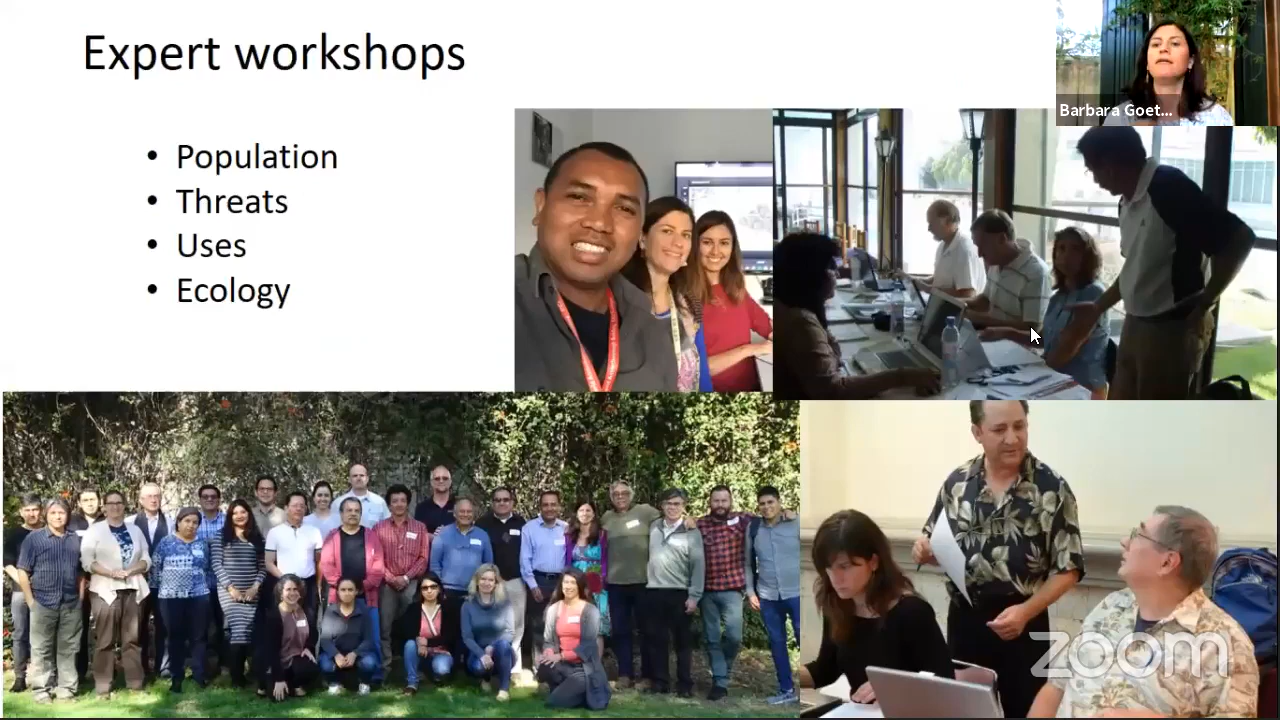 Expert workshops
• Population
• Threats
• Uses
• Ecology
Barbara Goet...
zoom